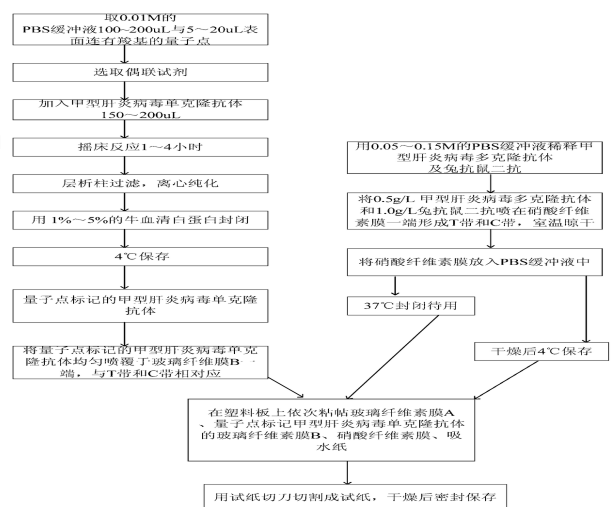 取0.01M的
PBS缓冲液100~200uL与5～20uL表
面连有羧基的量子点
选取偶联试剂
加入甲型肝炎病毒单克隆抗体
150～200uL
摇床反应1～4小时
层析柱过滤，离心纯化
用 1%～5%的牛血清白蛋白封闭
4℃保存
量子点标记的甲型肝炎病毒单克隆
抗体
将量子点标记的甲型肝炎病毒单克
隆抗体均匀喷覆于玻璃纤维膜B一
端，与T带和C带相对应
用0.05～0.15M的PBS缓冲液稀释甲
型肝炎病毒多克隆抗体
及兔抗鼠二抗
将0.5g/L 甲型肝炎病毒多克隆抗体
和1.0g/L兔抗鼠二抗喷在硝酸纤维
素膜一端形成T带和C带，室温晾干
将硝酸纤维素膜放入PBS缓冲液中
37℃封闭待用
干燥后4℃保存
在塑料板上依次粘帖玻璃纤维素膜A
、量子点标记甲型肝炎病毒单克隆抗体
的玻璃纤维素膜B、硝酸纤维膜、吸
水纸
用试纸切刀切割成试纸，干燥后密封保存